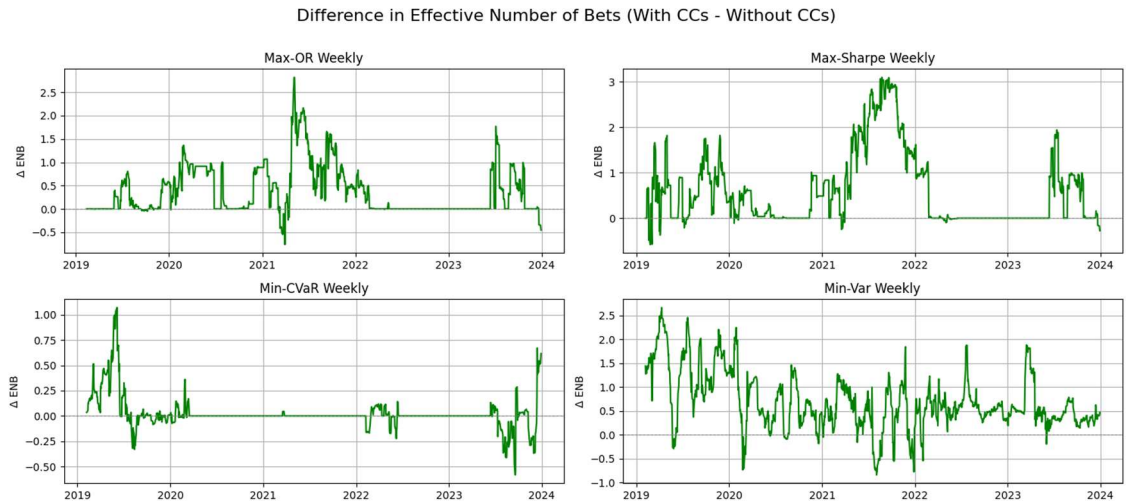 Difference in Effective Number of Bets (With CCs - Without CCs)
Max-OR Weekly
Δ ENB
2.5
2.0
1.5
1.0
0.5
0.0
−0.5
2019 2020 2021 2022 2023 2024
Max-Sharpe Weekly
Δ ENB
3
2
1
0
2019 2020 2021 2022 2023 2024
Min-CVaR Weekly
Δ ENB
1.00
0.75
0.50
0.25
0.00
−0.25
−0.50
2019 2020 2021 2022 2023 2024
Min-Var Weekly
Δ ENB
2.5
2.0
1.5
1.0
0.5
0.0
−0.5
−1.0
2019 2020 2021 2022 2023 2024